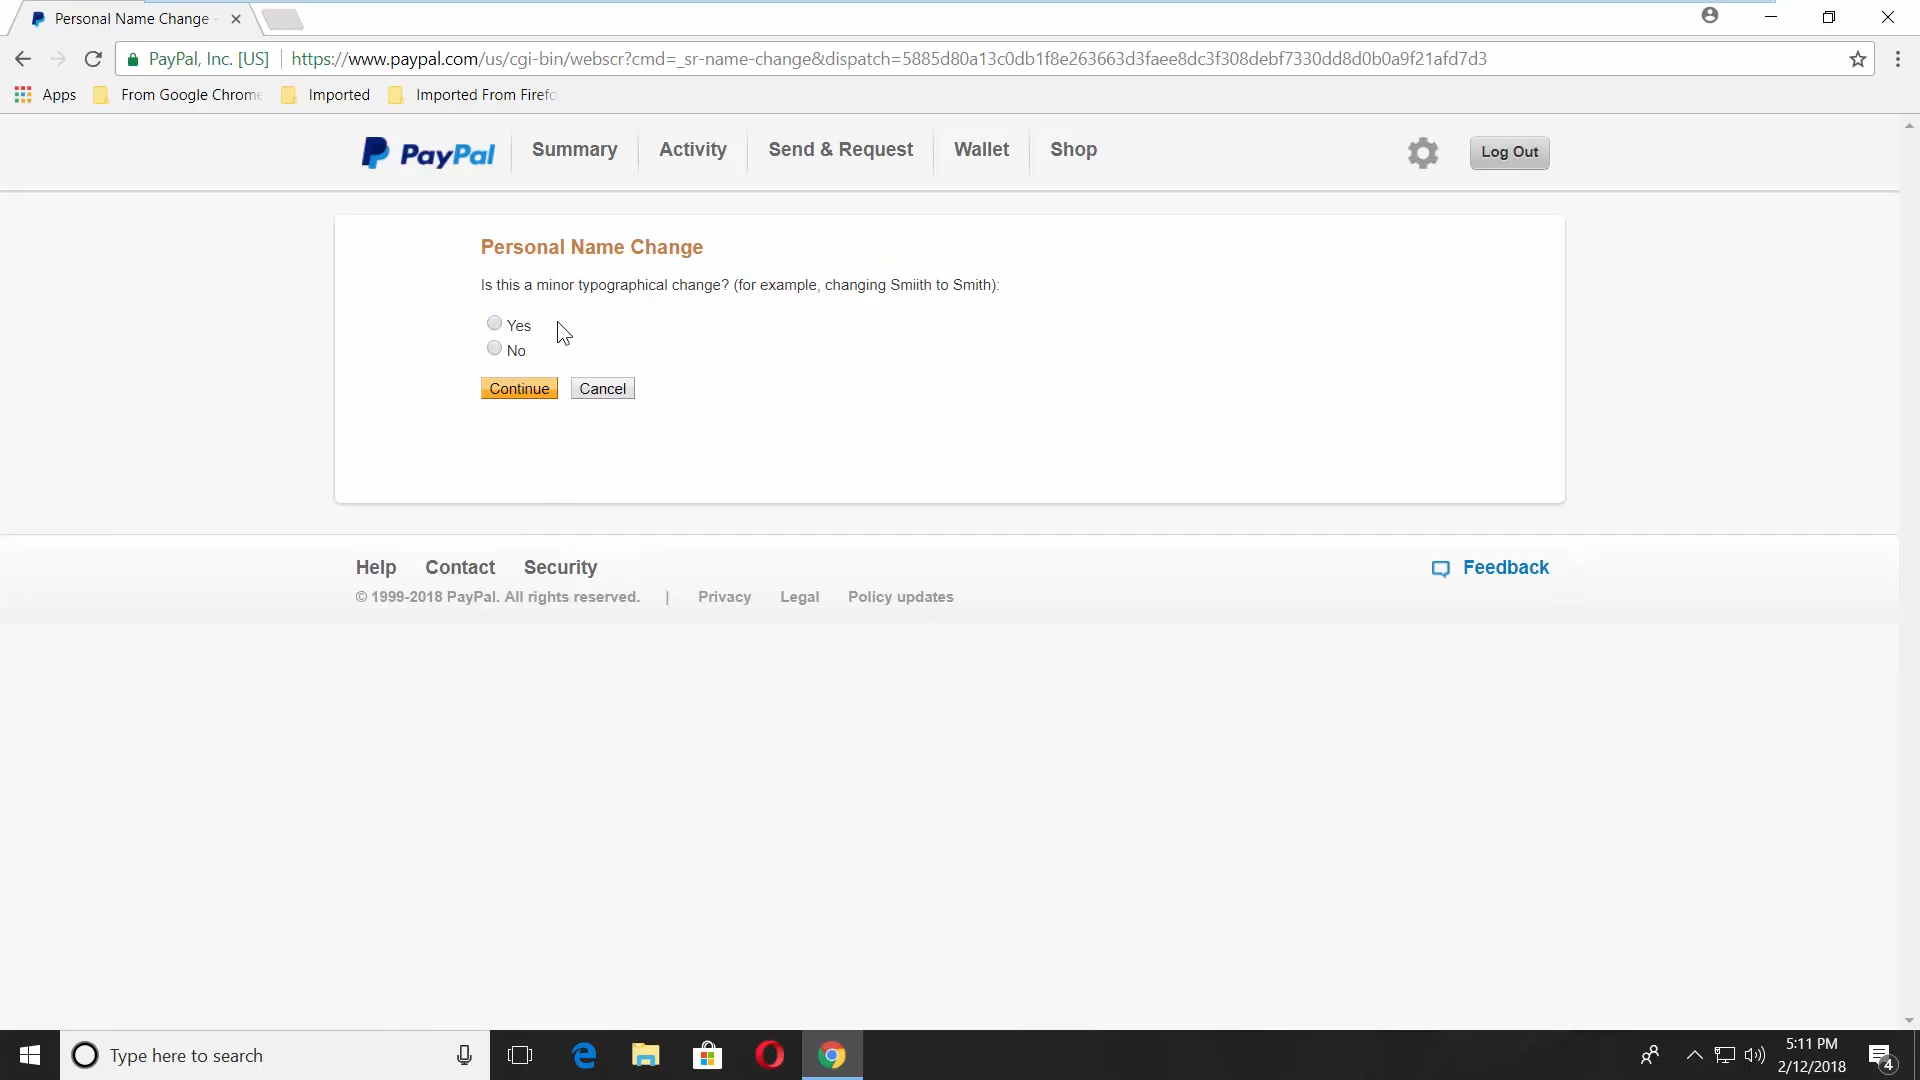 Personal Name Change -
PayPal, Inc. [US]
https://www.paypal.com/us/cgi-bin/webscr?cmd=_sr-name-change&dispatch=5885d80a13c0db1f8e263663d3faee8dc3f308debf7330dd8d0b0a9f21afd7d3
Apps From Google Chrome Imported Imported From Firefo
PayPal Summary Activity Send & Request Wallet Shop Log Out
Personal Name Change
Is this a minor typographical change? (for example, changing Smiith to Smith):
Yes
No
Continue Cancel
Help Contact Security Feedback
© 1999-2018 PayPal. All rights reserved. | Privacy Legal Policy updates
Type here to search
5:11 PM
2/12/2018
4